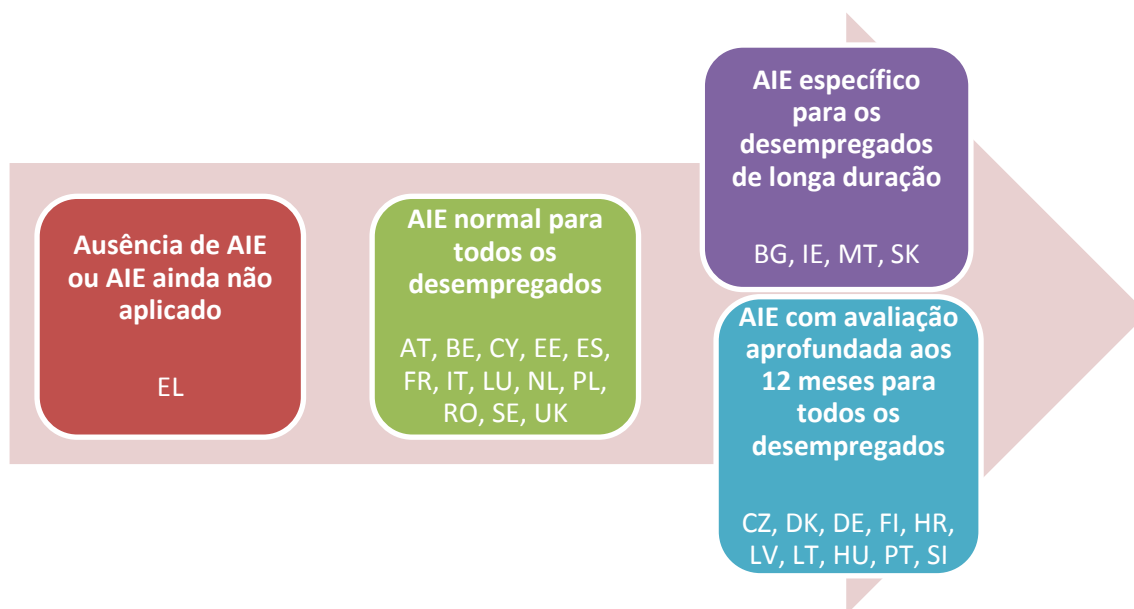 Ausência de AIE
ou AIE ainda não
aplicado
EL
AIE normal para
todos os
desempregados
AT, BE, CY, EE, ES,
FR, IT, LU, NL, PL,
RO, SE, UK
AIE específico
para os
desempregados
de longa duração
BG, IE, MT, SK
AIE com avaliação
aprofundada aos
12 meses para
todos os
desempregados
CZ, DK, DE, FI, HR,
LV, LT, HU, PT, SI